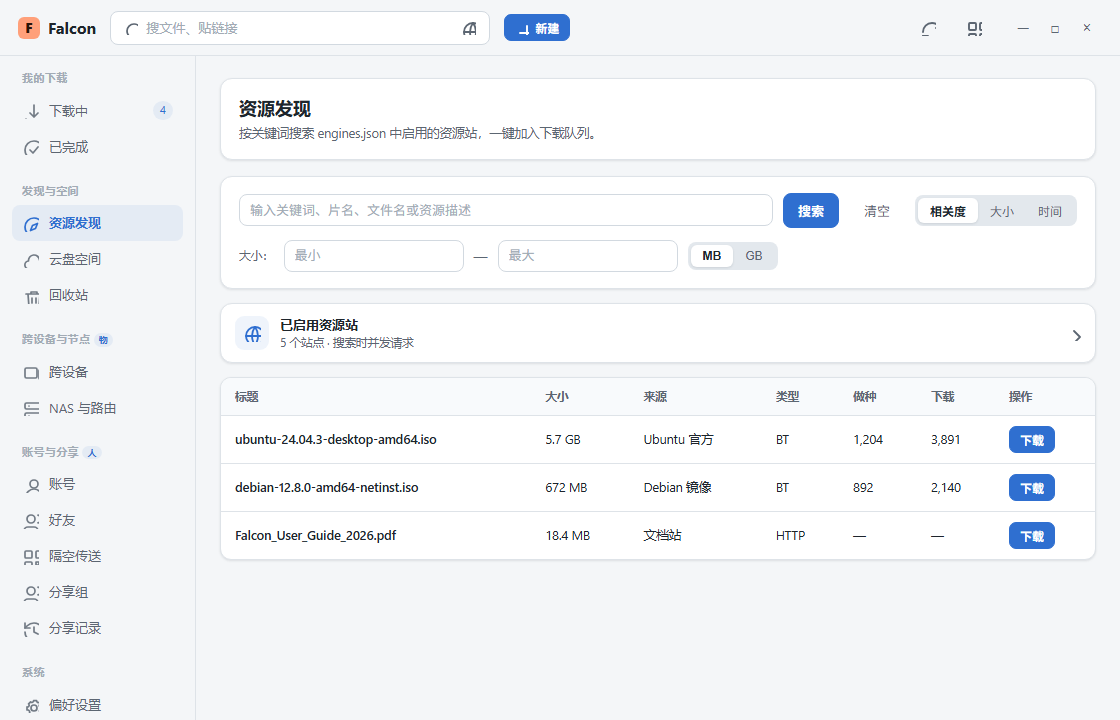 F Falcon
搜文件、贴链接
新建
我的下载
下载中 4
已完成
发现与空间
资源发现
云盘空间
回收站
跨设备与节点 物
跨设备
NAS 与路由
账号与分享 人
账号
好友
隔空传送
分享组
分享记录
系统
偏好设置
资源发现
按关键词搜索 engines.json 中启用的资源站，一键加入下载队列。
输入关键词、片名、文件名或资源描述 搜索 清空 相关度 大小 时间
大小: 最小 — 最大 MB GB
已启用资源站
5 个站点 · 搜索时并发请求
标题 大小 来源 类型 做种 下载 操作
ubuntu-24.04.3-desktop-amd64.iso 5.7 GB Ubuntu 官方 BT 1,204 3,891 下载
debian-12.8.0-amd64-netinst.iso 672 MB Debian 镜像 BT 892 2,140 下载
Falcon_User_Guide_2026.pdf 18.4 MB 文档站 HTTP — — 下载